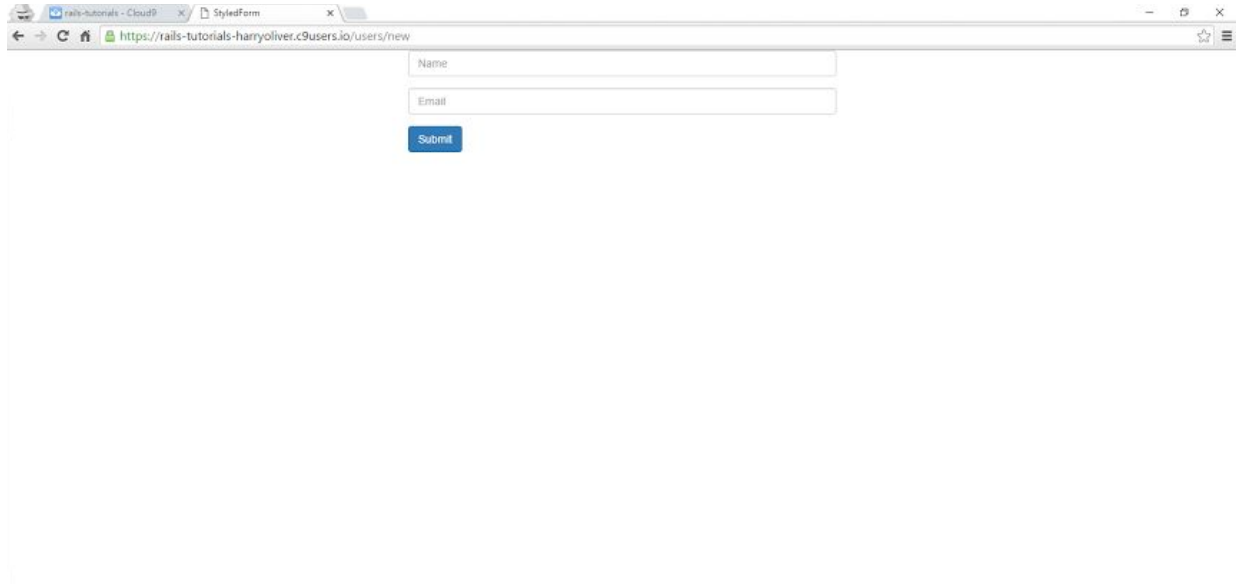 rails-tutorials - Cloud9 StyledForm
https://rails-tutorials-harryoliver.c9users.io/users/new
Name
Email
Submit